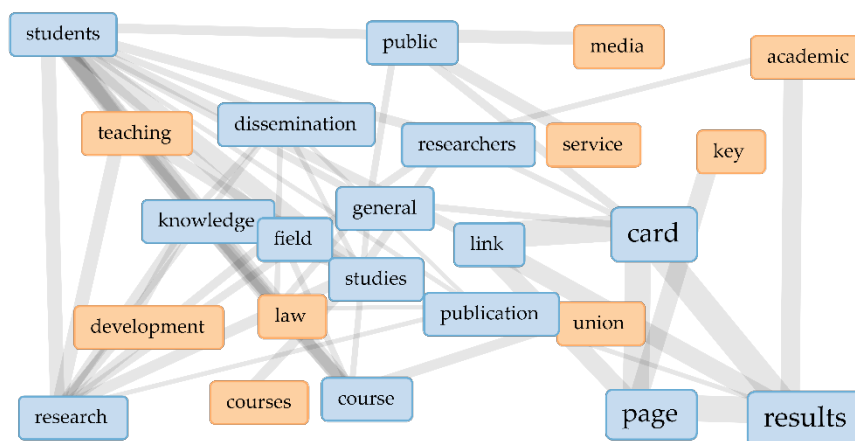 students
public
media
academic
teaching
dissemination
researchers
service
key
knowledge
general
card
field
link
studies
development
law
publication
union
research
courses
course
page
results